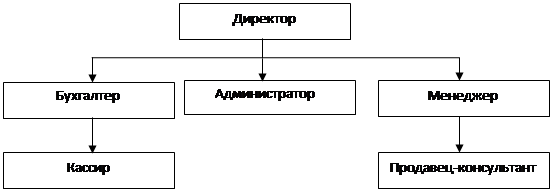 Директор
Бухгалтер
Администратор
Менеджер
Кассир
Продавец-консультант